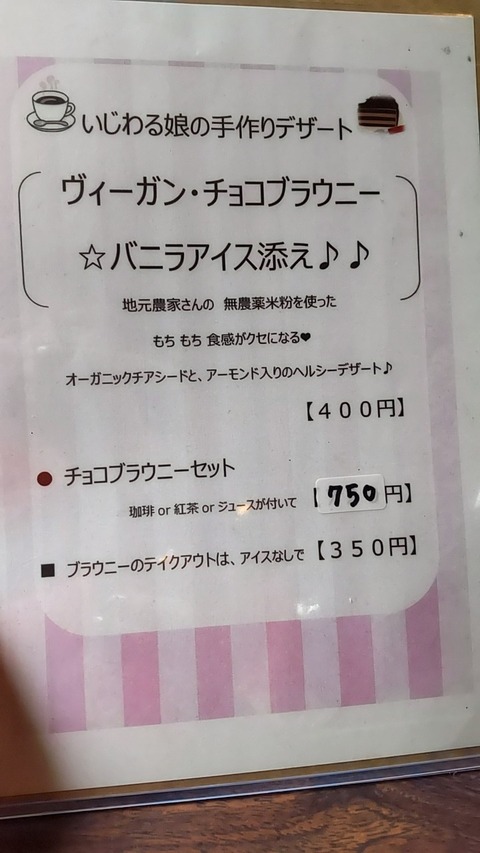 いじわる娘の手作りデザート
ヴィーガン・チョコブラウニー
☆バニラアイス添え♪♪
地元農家さんの 無農薬米粉を使った
もち もち 食感がクセになる♥
オーガニックチアシードと、アーモンド入りのヘルシーデザート♪
【４００円】
● チョコブラウニーセット
珈琲 or 紅茶 or ジュースが付いて 【750円】
■ ブラウニーのテイクアウトは、アイスなしで 【３５０円】